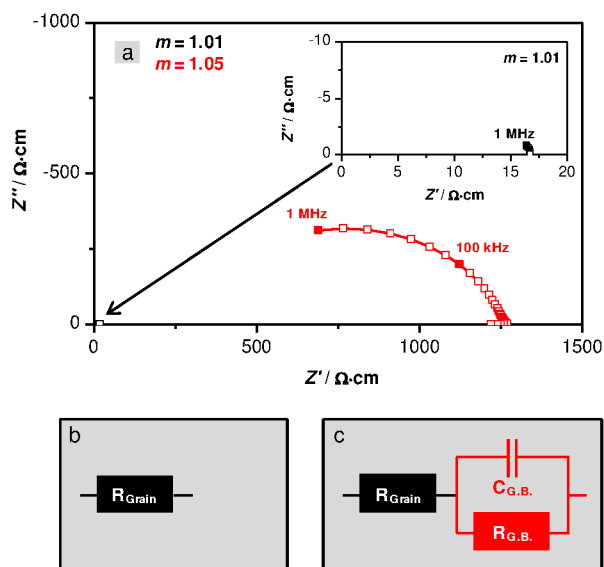 -1000
a
m = 1.01
m = 1.05
-10
m = 1.01
-5
Z'' / Ω·cm
1 MHz
0
0
5
10
15
20
Z' / Ω·cm
Z'' / Ω·cm
-500
1 MHz
100 kHz
0
0
500
1000
1500
Z' / Ω·cm
b
RGrain
c
RGrain
CG.B.
RG.B.